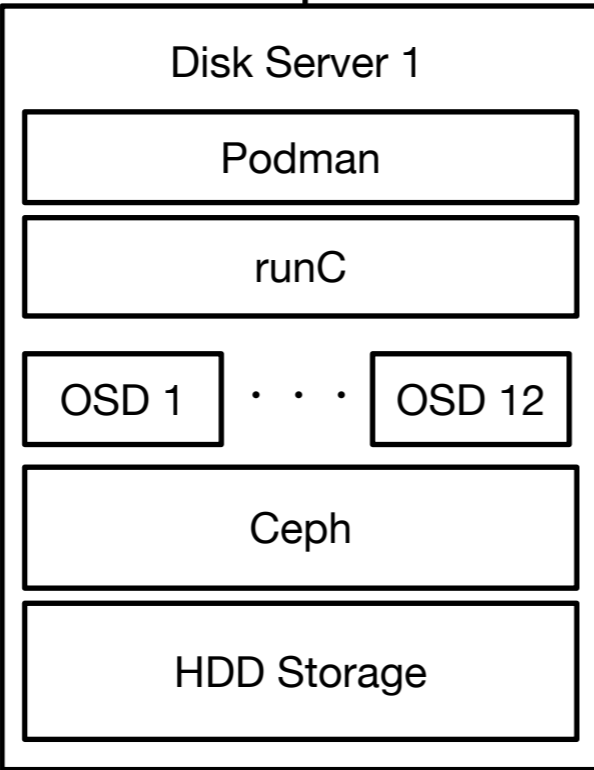 Disk Server 1
Podman
runC
OSD 1 · · · OSD 12
Ceph
HDD Storage